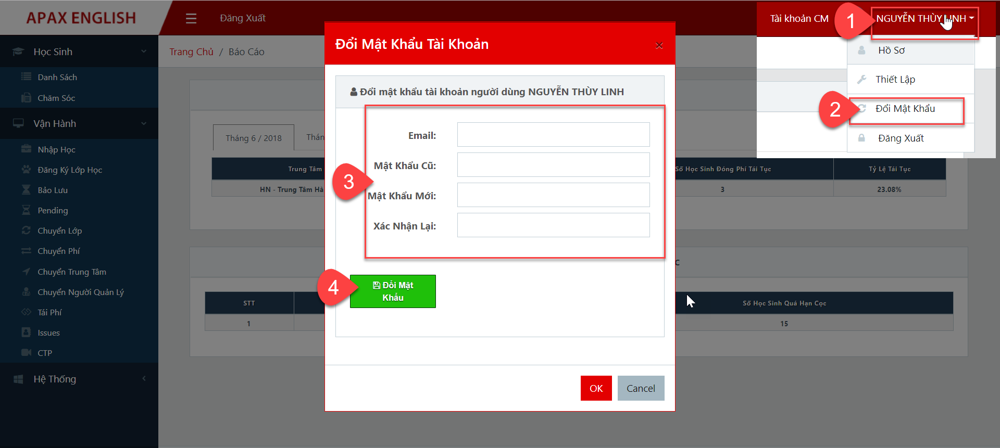 APAX ENGLISH
Đăng Xuất
Tài khoản CM
1
NGUYỄN THÙY LINH
Hồ Sơ
Thiết Lập
2
Đổi Mật Khẩu
Đăng Xuất
Học Sinh
Danh Sách
Chăm Sóc
Vận Hành
Nhập Học
Đăng Ký Lớp Học
Bảo Lưu
Pending
Chuyển Lớp
Chuyển Phí
Chuyển Trung Tâm
Chuyển Người Quản Lý
Tái Phí
Issues
CTP
Hệ Thống
Trang Chủ / Báo Cáo
Tháng 6 / 2018
Trung Tâm
Số Học Sinh Đóng Phí Tái Tục
Tỷ Lệ Tái Tục
HN - Trung Tâm Hà
3
23.08%
STT
Số Học Sinh Quá Hạn Cọc
1
15
Đổi Mật Khẩu Tài Khoản
×
Đổi mật khẩu tài khoản người dùng NGUYỄN THÙY LINH
3
Email:
Mật Khẩu Cũ:
Mật Khẩu Mới:
Xác Nhận Lại:
4
Đổi Mật
Khẩu
OK
Cancel